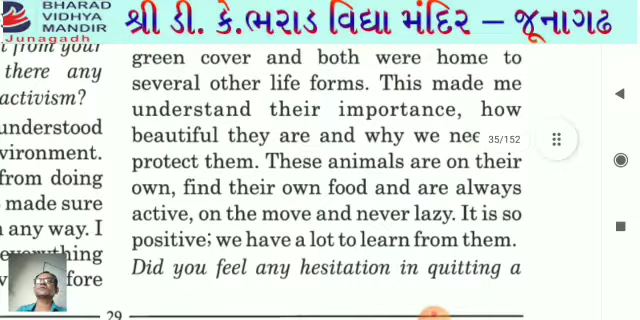 BHARAD
VIDHYA
MANDIR
Junagadh
શ્રી ડી. કે.ભરાડ વિદ્યા મંદિર – જૂનાગઢ
from your
there any
activism?
understood
vironment.
from doing
made sure
any way. I
everything
fore
green cover and both were home to
several other life forms. This made me
understand their importance, how
beautiful they are and why we nee
protect them. These animals are on their
own, find their own food and are always
active, on the move and never lazy. It is so
positive; we have a lot to learn from them.
Did you feel any hesitation in quitting a
35/152
29